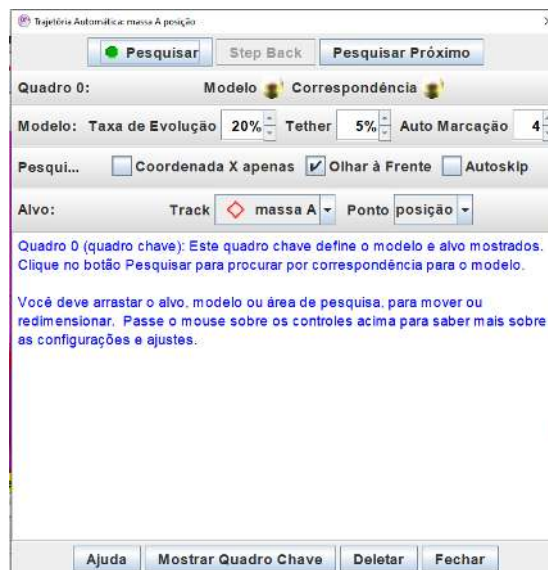 Trajetória Automática: massa A posição
Pesquisar Step Back Pesquisar Próximo
Quadro 0: Modelo Correspondência
Modelo: Taxa de Evolução 20% Tether 5% Auto Marcação 4
Pesqui... Coordenada X apenas Olhar à Frente Autoskip
Alvo: Track massa A Ponto posição
Quadro 0 (quadro chave): Este quadro chave define o modelo e alvo mostrados.
Clique no botão Pesquisar para procurar por correspondência para o modelo.
Você deve arrastar o alvo, modelo ou área de pesquisa, para mover ou
redimensionar. Passe o mouse sobre os controles acima para saber mais sobre
as configurações e ajustes.
Ajuda Mostrar Quadro Chave Deletar Fechar